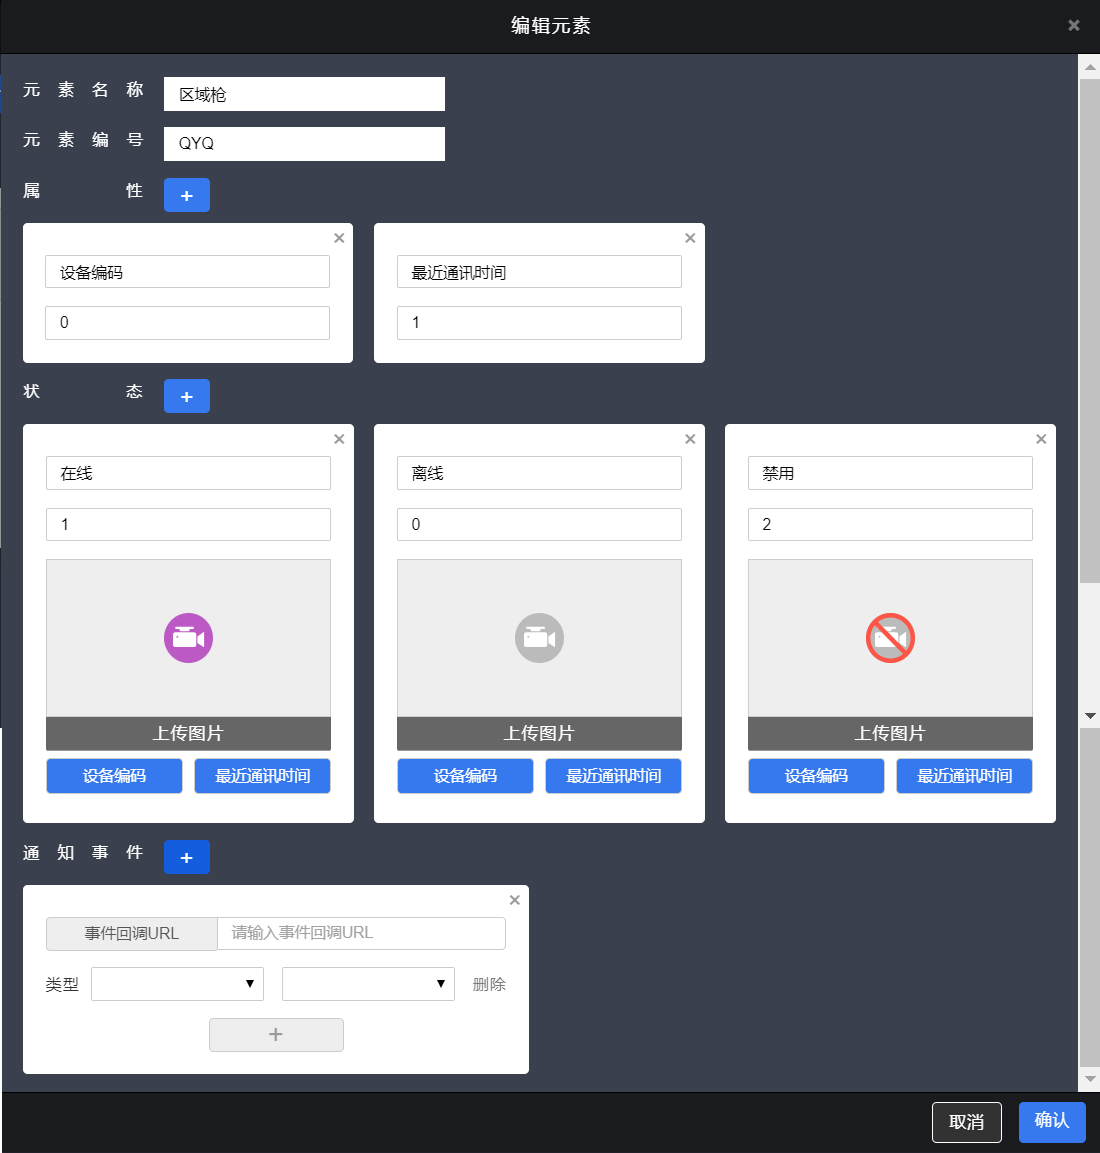 编辑元素
元素名称 区域枪
元素编号 QYQ
属性 +
设备编码 最近通讯时间
0 1
状态 +
在线 离线 禁用
1 0 2
上传图片 上传图片 上传图片
设备编码 最近通讯时间 设备编码 最近通讯时间 设备编码 最近通讯时间
通知事件 +
事件回调URL 请输入事件回调URL
类型 删除
+
取消 确认